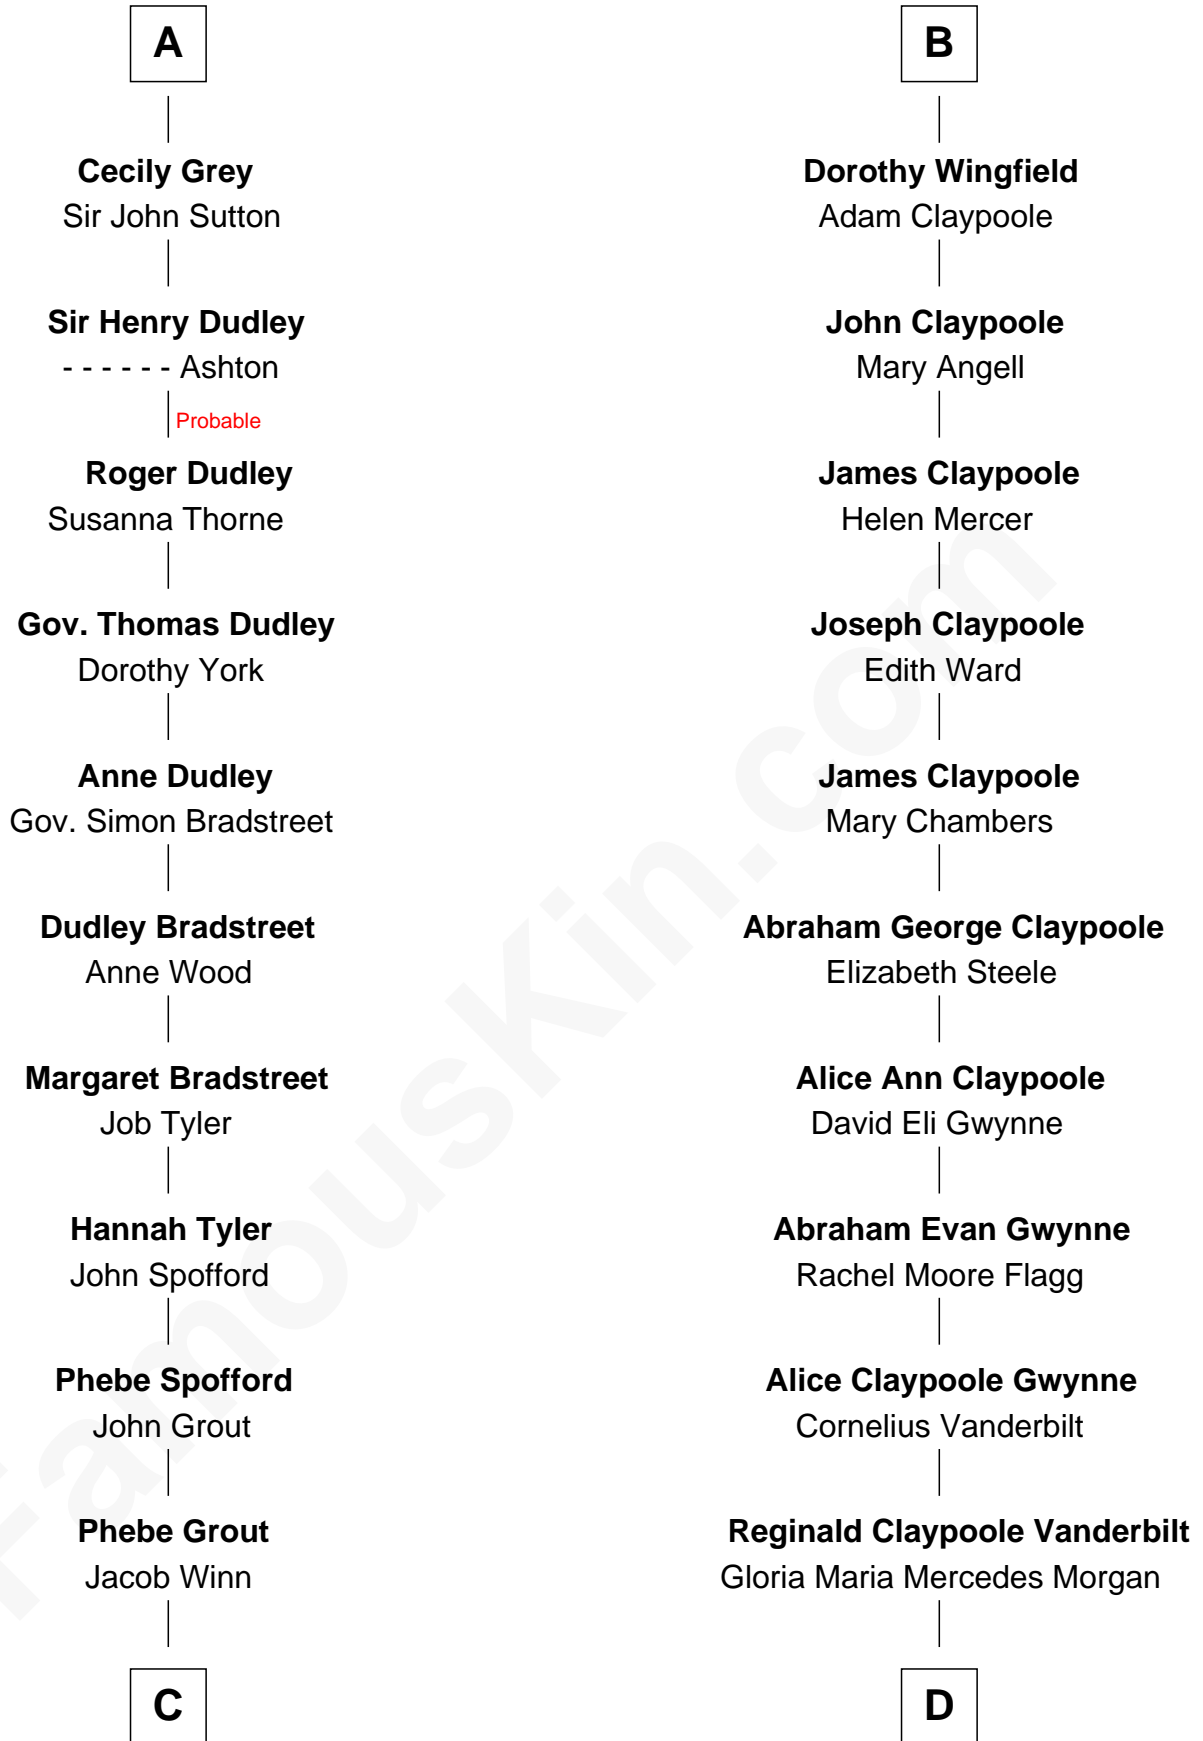 A
Cecily Grey
Sir John Sutton
Sir Henry Dudley
- - - - - - Ashton
Probable
Roger Dudley
Susanna Thorne
Gov. Thomas Dudley
Dorothy York
Anne Dudley
Gov. Simon Bradstreet
Dudley Bradstreet
Anne Wood
Margaret Bradstreet
Job Tyler
Hannah Tyler
John Spofford
Phebe Spofford
John Grout
Phebe Grout
Jacob Winn
C
B
Dorothy Wingfield
Adam Claypoole
John Claypoole
Mary Angell
James Claypoole
Helen Mercer
Joseph Claypoole
Edith Ward
James Claypoole
Mary Chambers
Abraham George Claypoole
Elizabeth Steele
Alice Ann Claypoole
David Eli Gwynne
Abraham Evan Gwynne
Rachel Moore Flagg
Alice Claypoole Gwynne
Cornelius Vanderbilt
Reginald Claypoole Vanderbilt
Gloria Maria Mercedes Morgan
D
FamousKin.com